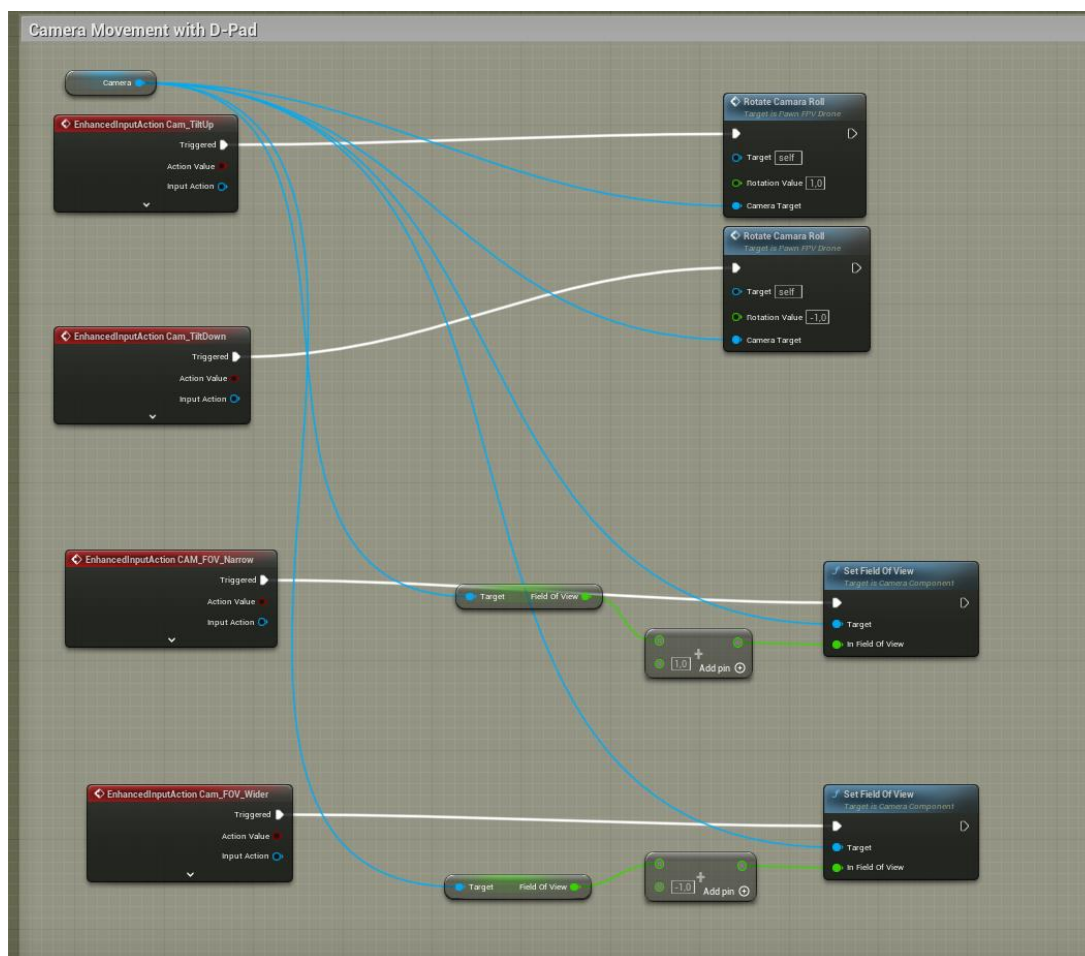 Camera Movement with D-Pad
Camera
EnhancedInputAction Cam_TiltUp
Triggered
Action Value
Input Action
Rotate Camara Roll
Target is Pawn FPV Drone
Target self
Rotation Value 1,0
Camera Target
Rotate Camara Roll
Target is Pawn FPV Drone
Target self
Rotation Value -1,0
Camera Target
EnhancedInputAction Cam_TiltDown
Triggered
Action Value
Input Action
EnhancedInputAction CAM_FOV_Narrow
Triggered
Action Value
Input Action
Target Field Of View
+
1,0 Add pin
Set Field Of View
Target is Camera Component
Target
In Field Of View
EnhancedInputAction Cam_FOV_Wider
Triggered
Action Value
Input Action
Target Field Of View
+
-1,0 Add pin
Set Field Of View
Target is Camera Component
Target
In Field Of View